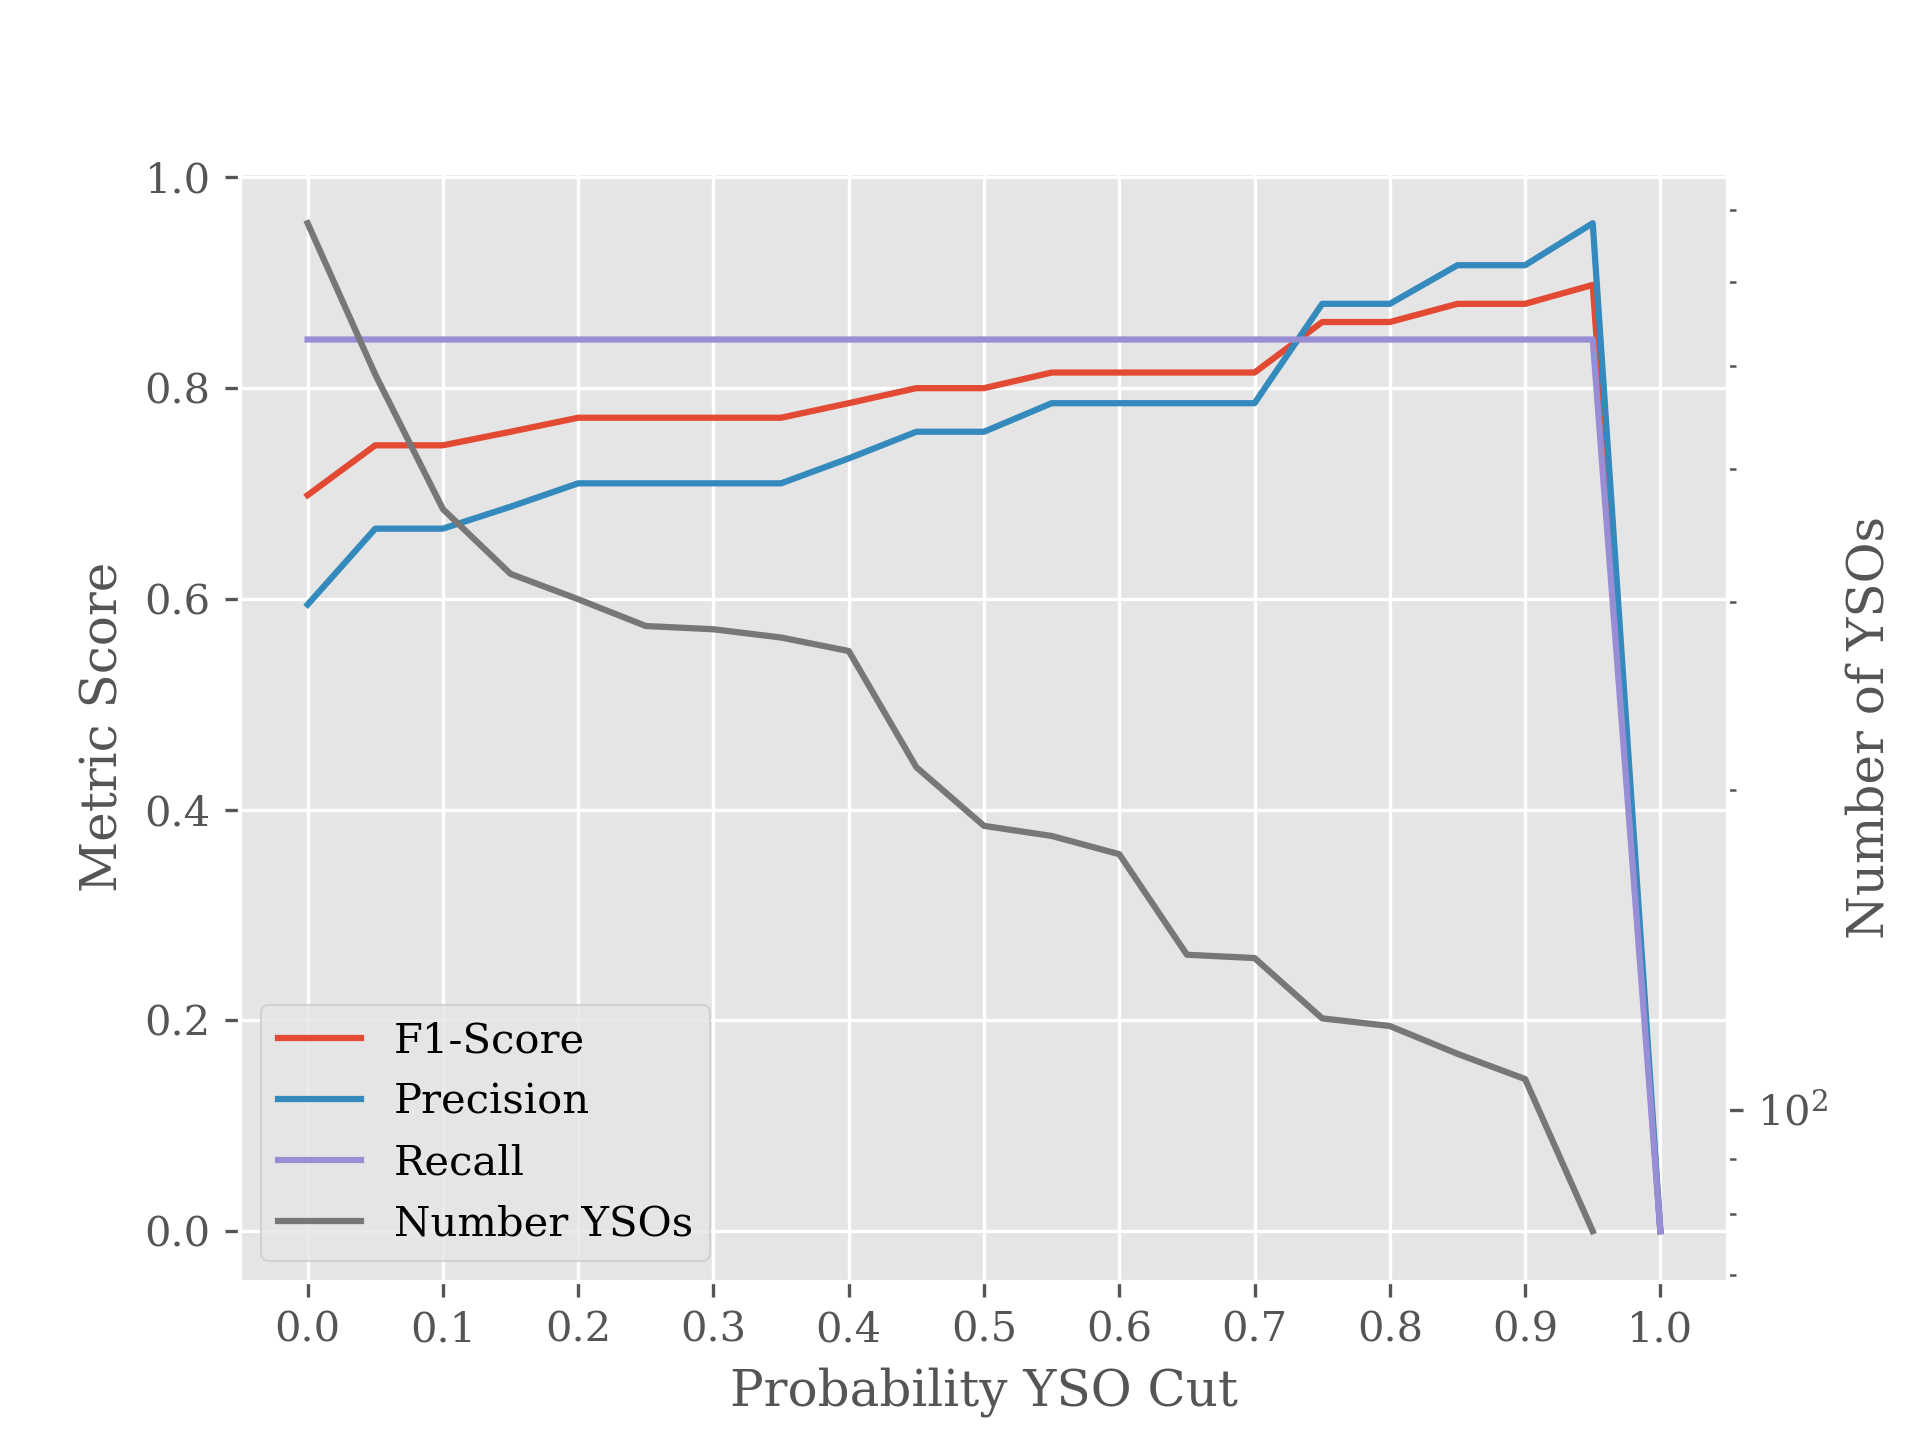 1.0
0.8
0.6
0.4
0.2
0.0
Metric Score
F1-Score
Precision
Recall
Number YSOs
0.0 0.1 0.2 0.3 0.4 0.5 0.6 0.7 0.8 0.9 1.0
Probability YSO Cut
10²
Number of YSOs